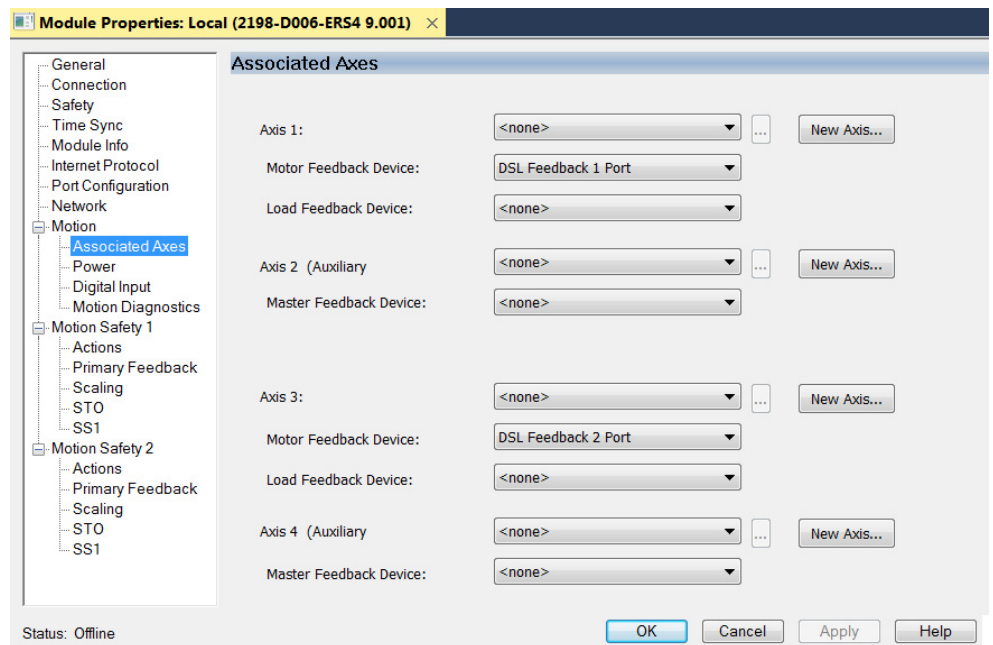 Module Properties: Local (2198-D006-ERS4 9.001) ×
General
Connection
Safety
Time Sync
Module Info
Internet Protocol
Port Configuration
Network
Motion
Associated Axes
Power
Digital Input
Motion Diagnostics
Motion Safety 1
Actions
Primary Feedback
Scaling
STO
SS1
Motion Safety 2
Actions
Primary Feedback
Scaling
STO
SS1
Associated Axes
Axis 1: <none> ... New Axis...
Motor Feedback Device: DSL Feedback 1 Port
Load Feedback Device: <none>
Axis 2 (Auxiliary <none> ... New Axis...
Master Feedback Device: <none>
Axis 3: <none> ... New Axis...
Motor Feedback Device: DSL Feedback 2 Port
Load Feedback Device: <none>
Axis 4 (Auxiliary <none> ... New Axis...
Master Feedback Device: <none>
Status: Offline
OK Cancel Apply Help